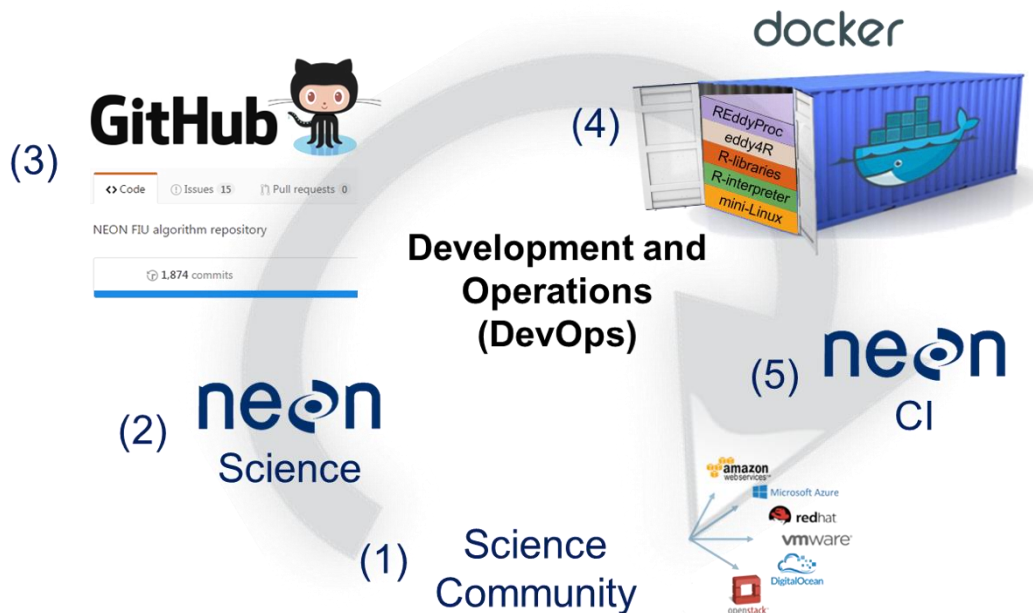 docker
GitHub
(3)
<> Code
Issues 15
Pull requests 0
NEON FIU algorithm repository
1,874 commits
(4)
REddyProc
eddy4R
R-libraries
R-interpreter
mini-Linux
Development and
Operations
(DevOps)
(2)
neon
Science
(5)
neon
CI
(1)
Science
Community
amazon
webservices™
Microsoft Azure
redhat
vmware®
DigitalOcean
openstack™